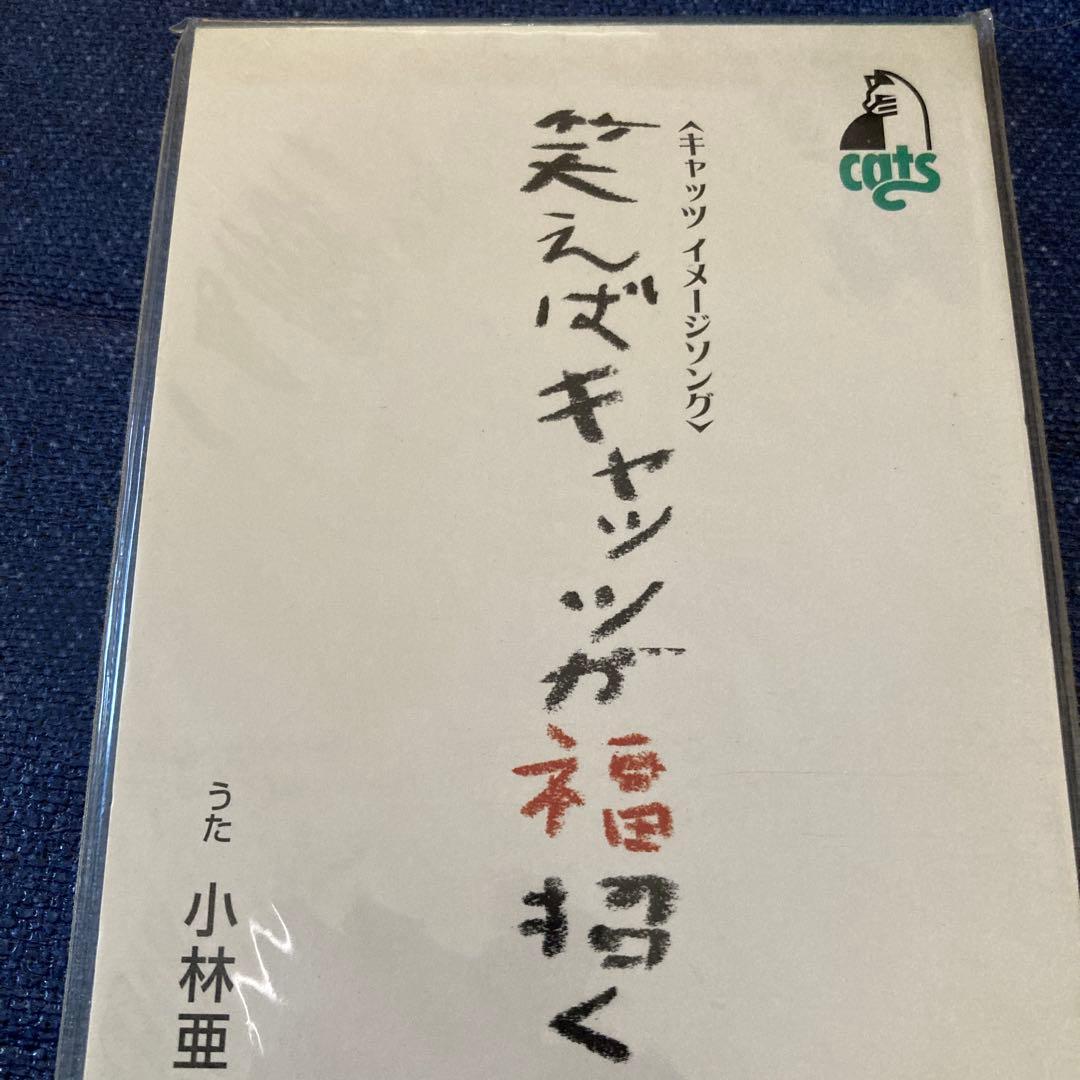 cats
〈キャッツ イメージソング〉
笑えばキャッツが福招く
うた 小林亜